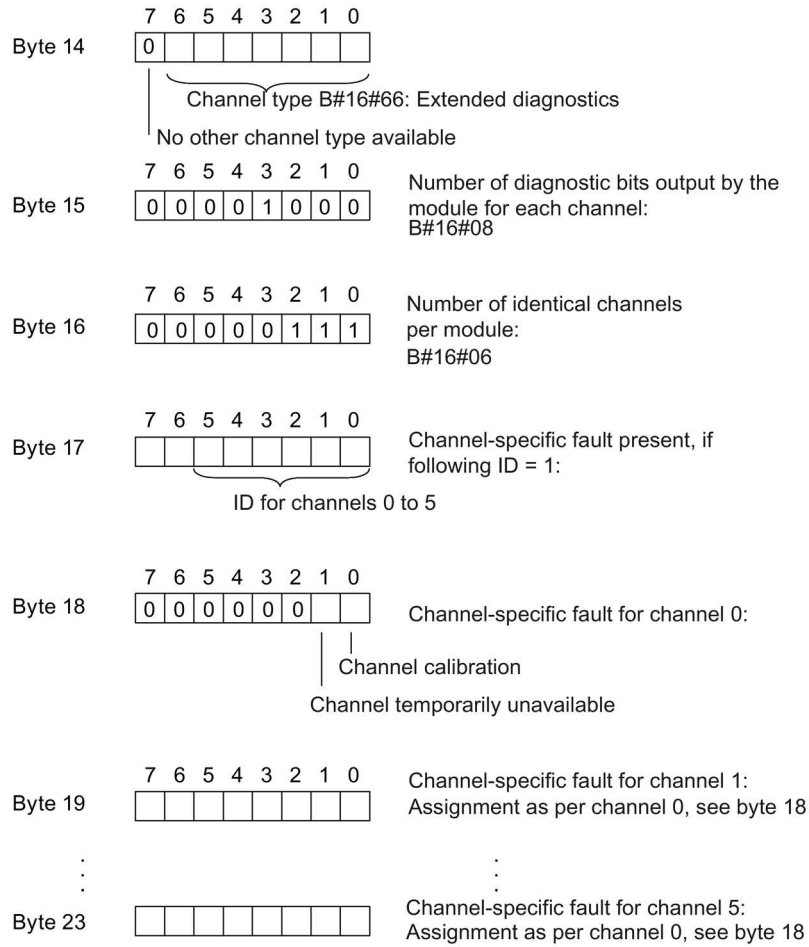 7 6 5 4 3 2 1 0
Byte 14
0
Channel type B#16#66: Extended diagnostics
No other channel type available
7 6 5 4 3 2 1 0
Byte 15
0 0 0 0 1 0 0 0
Number of diagnostic bits output by the
module for each channel:
B#16#08
7 6 5 4 3 2 1 0
Byte 16
0 0 0 0 0 1 1 1
Number of identical channels
per module:
B#16#06
7 6 5 4 3 2 1 0
Byte 17
Channel-specific fault present, if
following ID = 1:
ID for channels 0 to 5
7 6 5 4 3 2 1 0
Byte 18
0 0 0 0 0 0
Channel-specific fault for channel 0:
Channel calibration
Channel temporarily unavailable
7 6 5 4 3 2 1 0
Byte 19
Channel-specific fault for channel 1:
Assignment as per channel 0, see byte 18
Byte 23
Channel-specific fault for channel 5:
Assignment as per channel 0, see byte 18